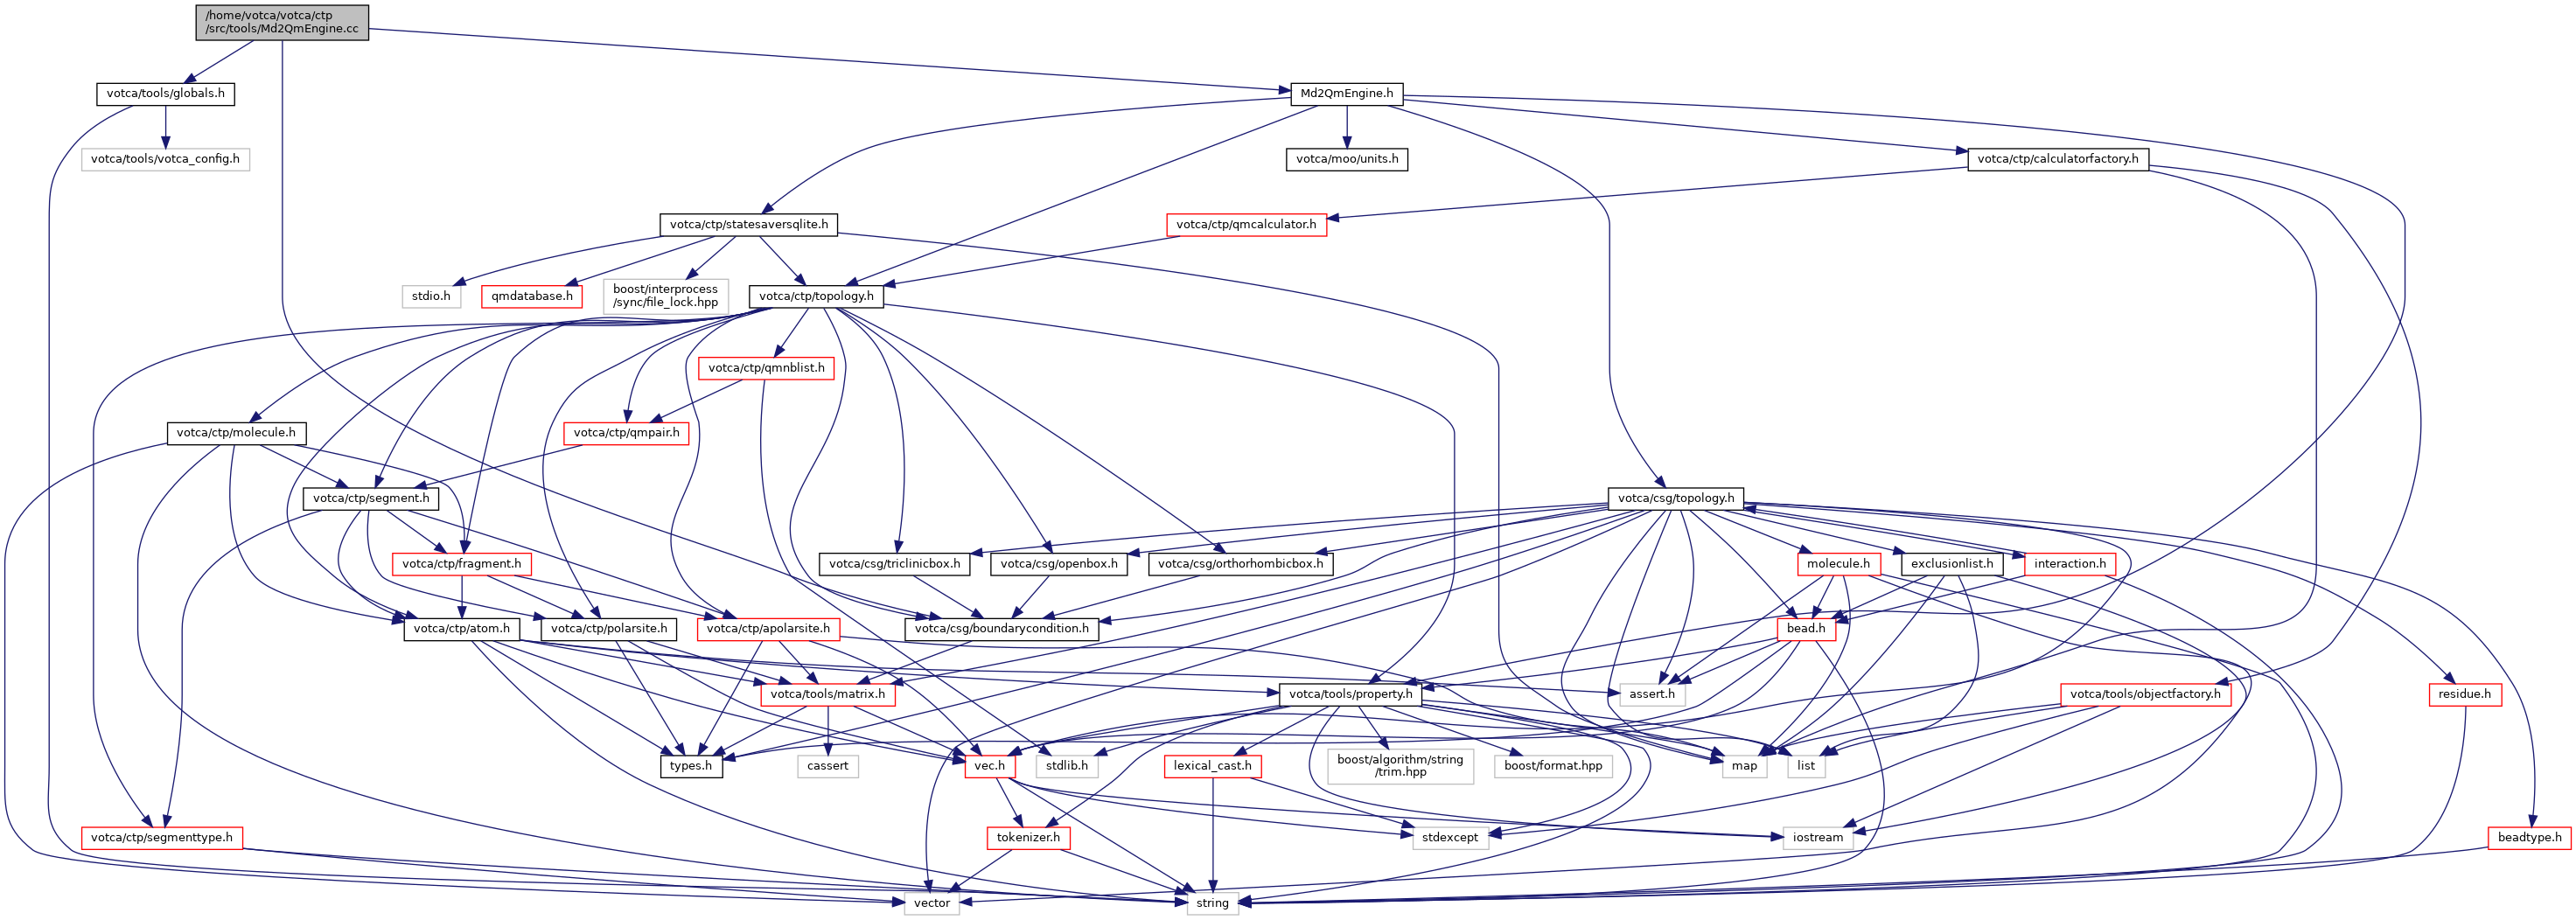 /home/votca/votca/ctp
/src/tools/Md2QmEngine.cc
votca/tools/globals.h
Md2QmEngine.h
votca/tools/votca_config.h
votca/moo/units.h
votca/ctp/calculatorfactory.h
votca/ctp/statesaversqlite.h
votca/ctp/qmcalculator.h
stdio.h
qmdatabase.h
boost/interprocess
/sync/file_lock.hpp
votca/ctp/topology.h
votca/ctp/qmnblist.h
votca/ctp/molecule.h
votca/ctp/qmpair.h
votca/ctp/segment.h
votca/csg/topology.h
votca/ctp/fragment.h
votca/csg/triclinicbox.h
votca/csg/openbox.h
votca/csg/orthorhombicbox.h
molecule.h
exclusionlist.h
interaction.h
votca/ctp/atom.h
votca/ctp/polarsite.h
votca/ctp/apolarsite.h
votca/csg/boundarycondition.h
bead.h
votca/tools/matrix.h
votca/tools/property.h
assert.h
votca/tools/objectfactory.h
residue.h
types.h
cassert
vec.h
stdlib.h
lexical_cast.h
boost/algorithm/string
/trim.hpp
boost/format.hpp
map
list
votca/ctp/segmenttype.h
tokenizer.h
stdexcept
iostream
beadtype.h
vector
string